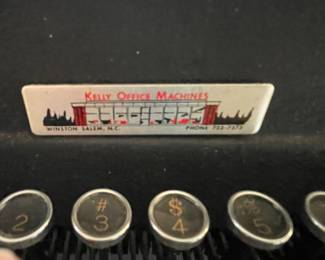 KELLY OFFICE MACHINES
WINSTON SALEM, N.C. PHONE 722-7373
# $ %
2 3 4 5